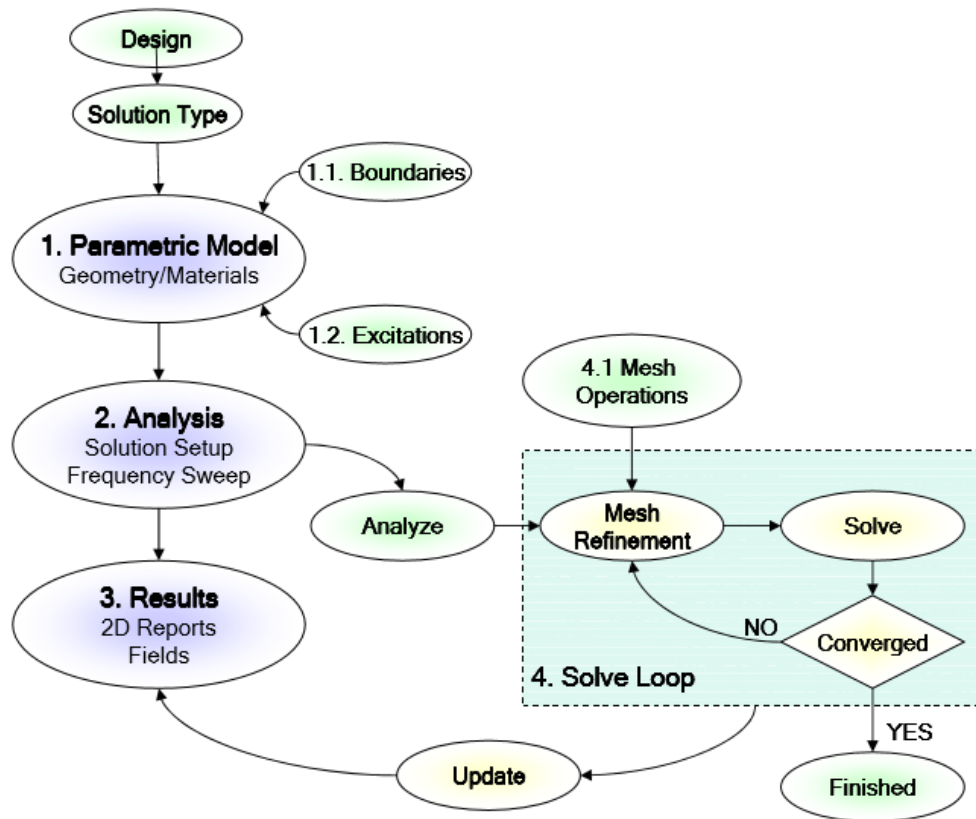 Design
Solution Type
1.1. Boundaries
1. Parametric Model
Geometry/Materials
1.2. Excitations
4.1 Mesh
Operations
2. Analysis
Solution Setup
Frequency Sweep
Analyze
Mesh
Refinement
Solve
3. Results
2D Reports
Fields
NO
Converged
4. Solve Loop
YES
Update
Finished